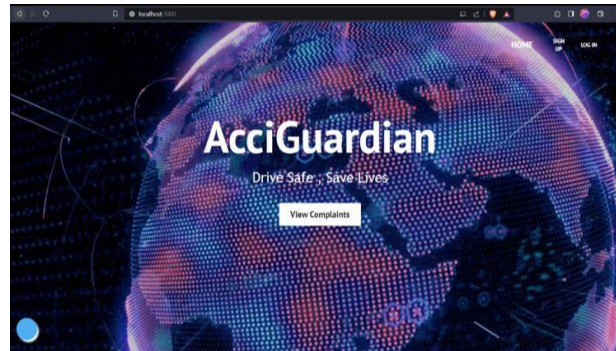 localhost:3000
HOME
SIGN
UP
LOG IN
AcciGuardian
Drive Safe , Save Lives
View Complaints